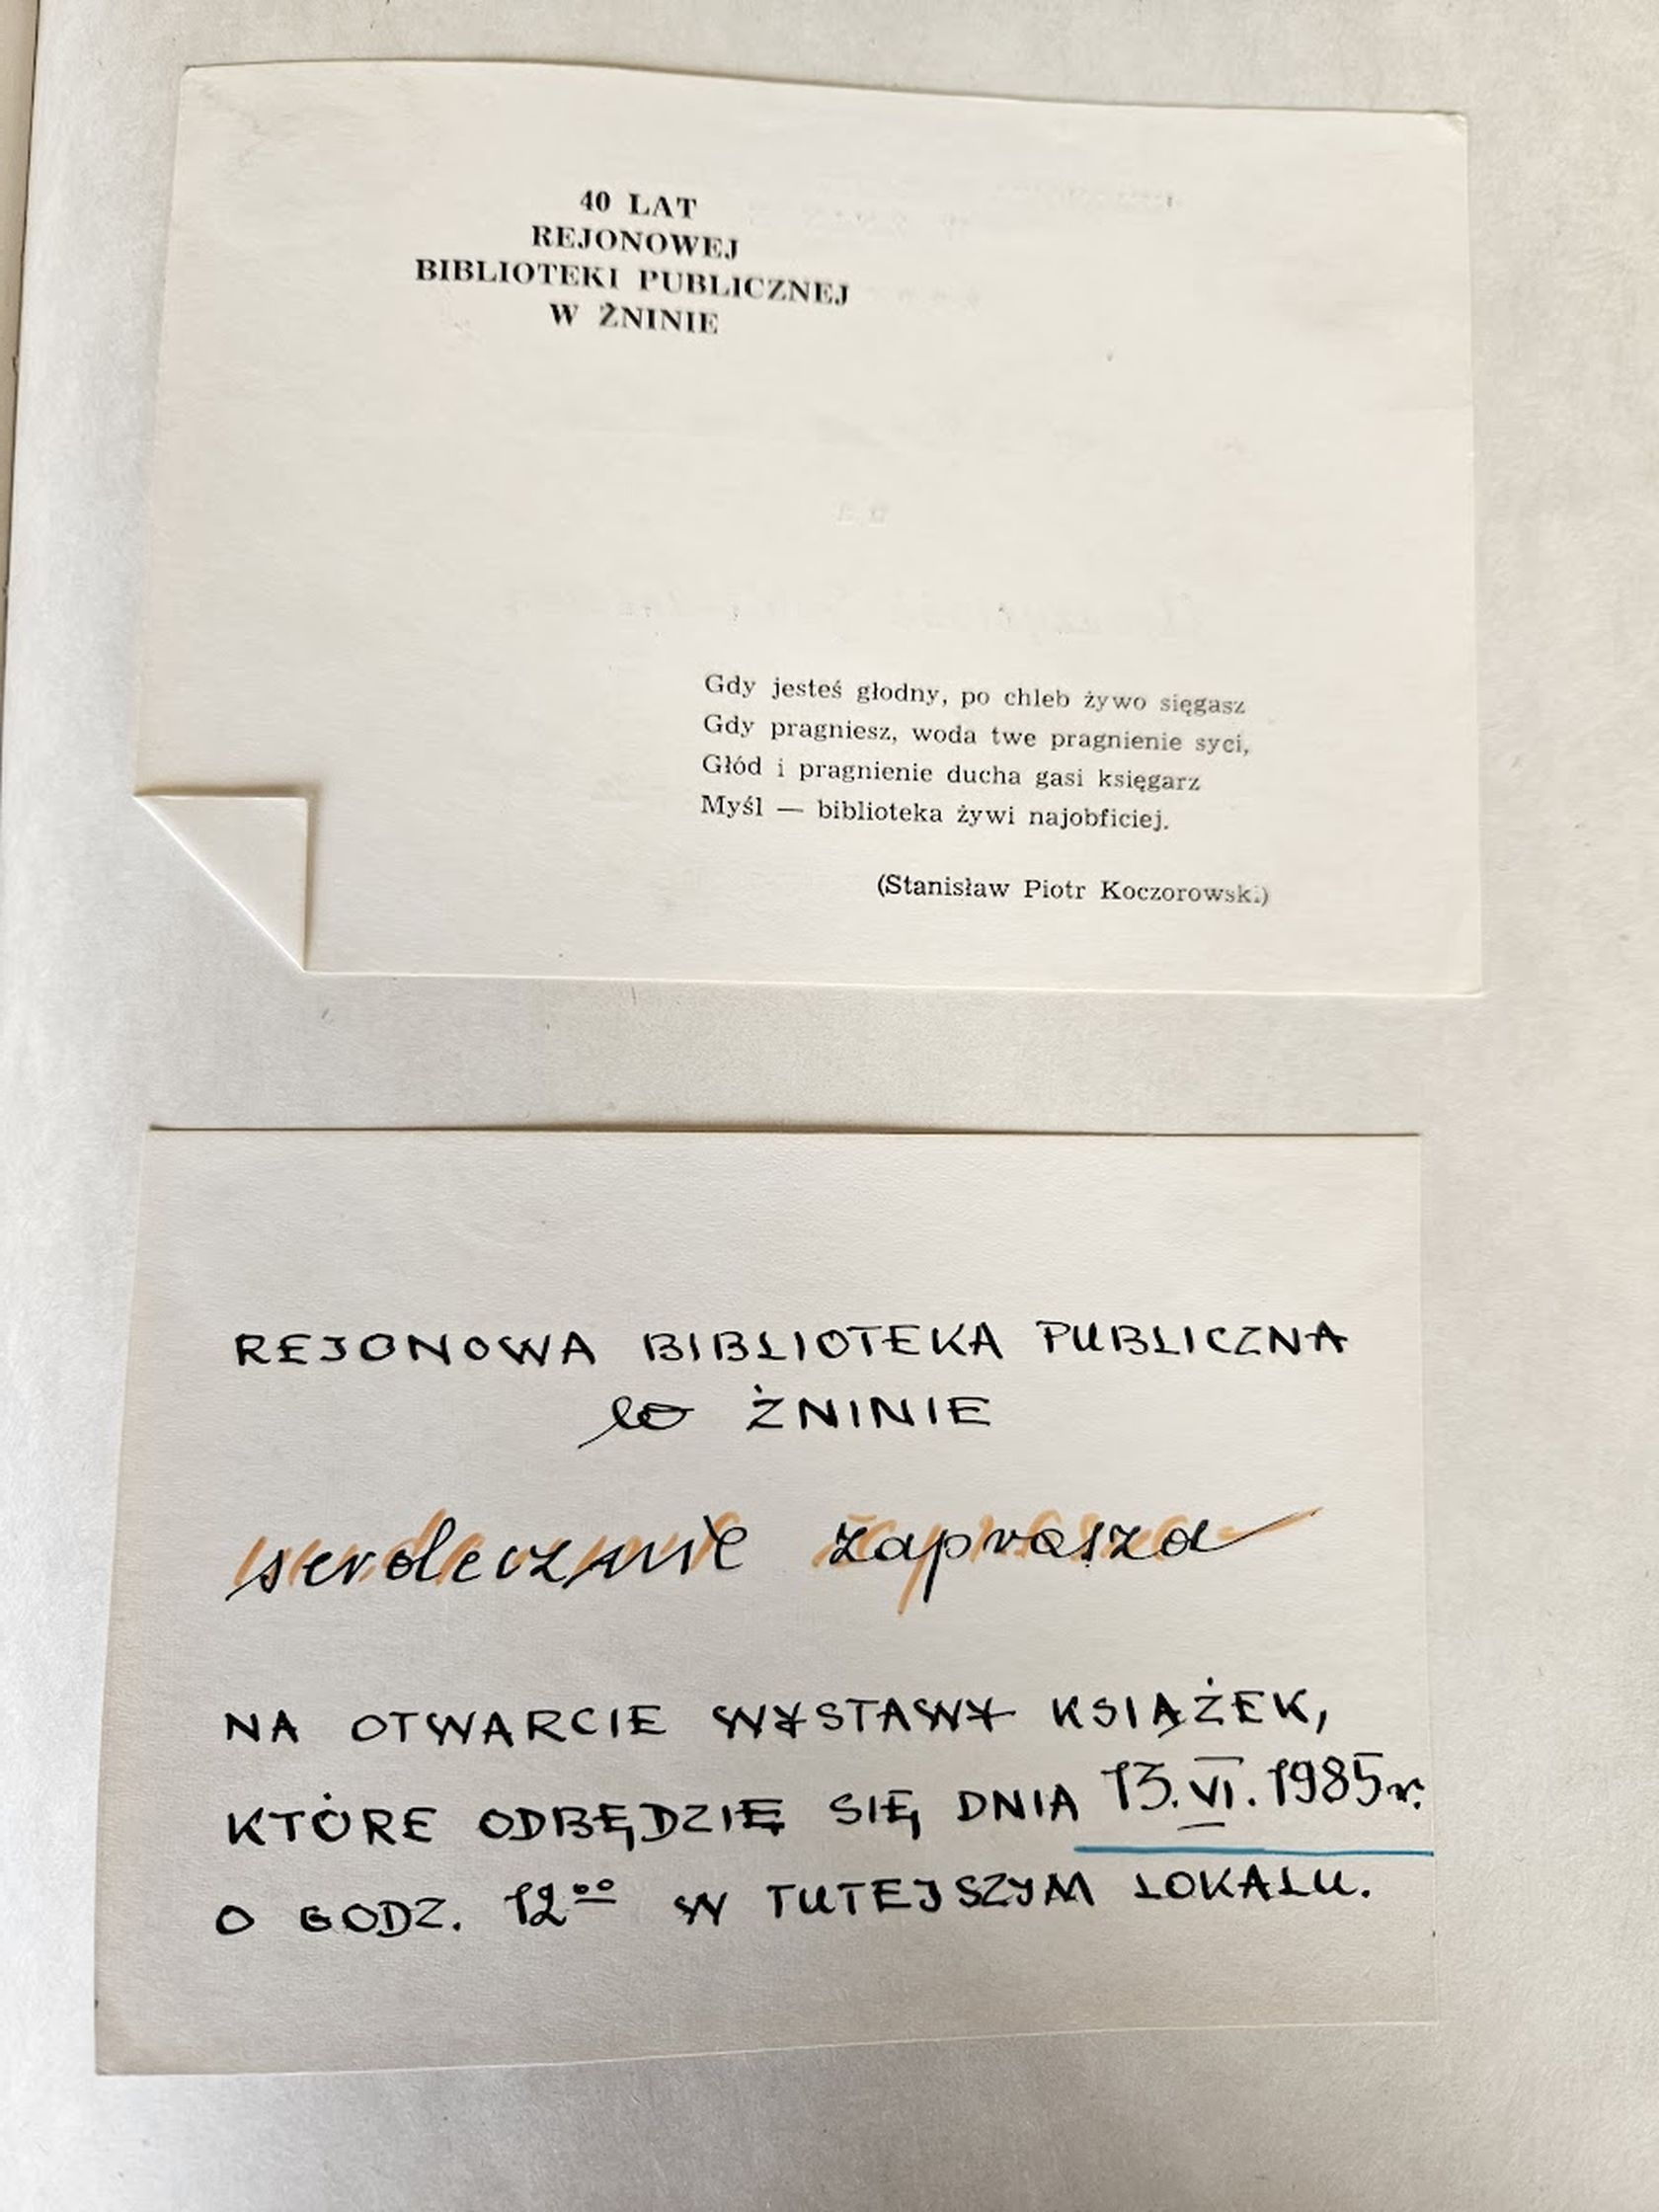 40 LAT
REJONOWEJ
BIBLIOTEKI PUBLICZNEJ
W ŻNINIE
Gdy jesteś głodny, po chleb żywo sięgasz
Gdy pragniesz, woda twe pragnienie syci,
Głód i pragnienie ducha gasi księgarz
Myśl — biblioteka żywi najobficiej.
(Stanisław Piotr Koczorowski)
REJONOWA BIBLIOTEKA PUBLICZNA
w ŻNINIE
serdecznie zaprasza
NA OTWARCIE WYSTAWY KSIĄŻEK,
KTÓRE ODBĘDZIĘ SIĘ DNIA 13.VI.1985r.
O GODZ. 12⁰⁰ W TUTEJSZYM LOKALU.